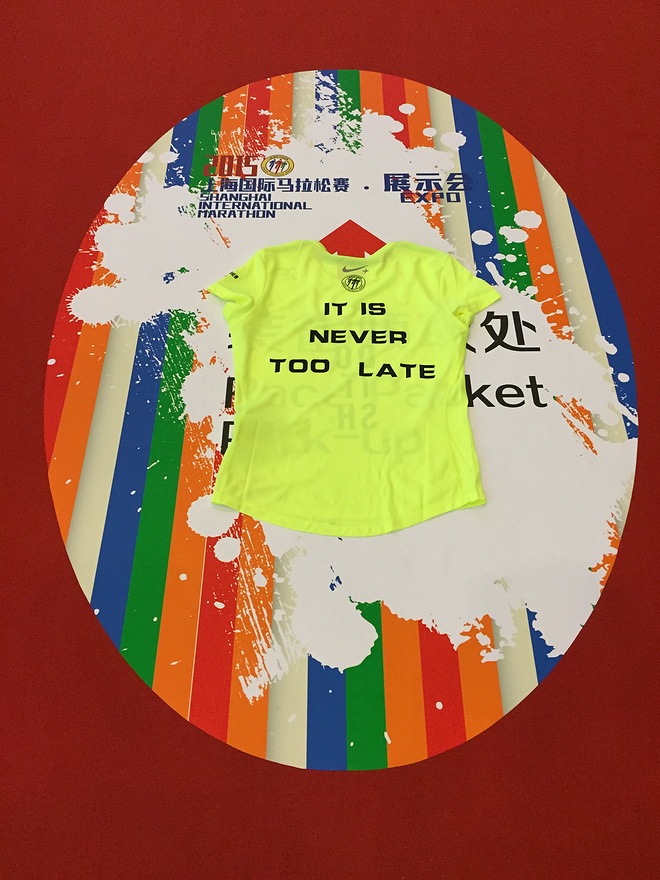 2015
上海国际马拉松赛 · 展示会
SHANGHAI
INTERNATIONAL
MARATHON
EXPO
IT IS
NEVER
TOO LATE
处
ket